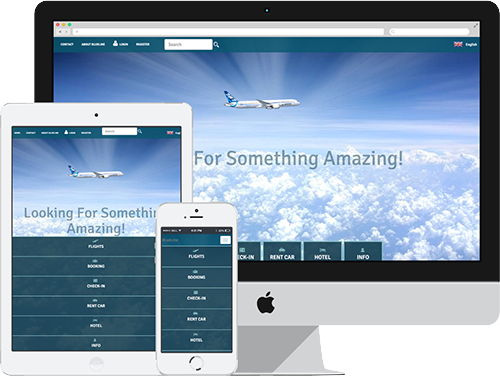 CONTACT ABOUT BLUELINE LOGIN REGISTER Search English
For Something Amazing!
CHECK-IN RENT CAR HOTEL INFO
HOME CONTACT ABOUT BLUELINE LOGIN REGISTER Search
Looking For Something
Amazing!
FLIGHTS
BOOKING
CHECK-IN
RENT CAR
HOTEL
INFO
BlueLine
FLIGHTS
BOOKING
CHECK-IN
RENT CAR
HOTEL